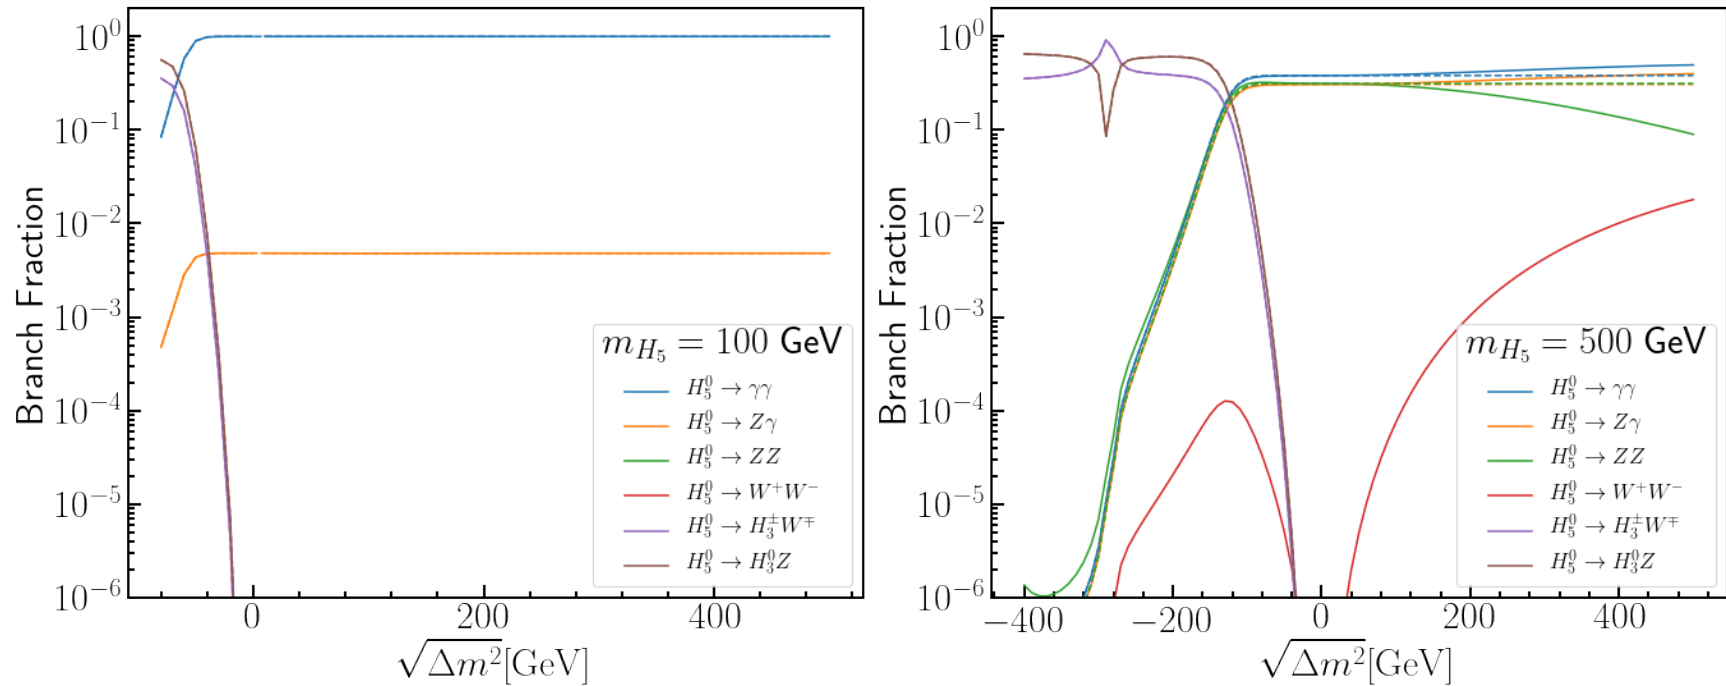 Branch Fraction
10⁰
10⁻¹
10⁻²
10⁻³
10⁻⁴
10⁻⁵
10⁻⁶
m_{H_5} = 100 GeV
H_5^0 → γγ
H_5^0 → Zγ
H_5^0 → ZZ
H_5^0 → W⁺W⁻
H_5^0 → H_3^± W^∓
H_5^0 → H_3^0 Z
0 200 400
√Δm² [GeV]
Branch Fraction
10⁰
10⁻¹
10⁻²
10⁻³
10⁻⁴
10⁻⁵
10⁻⁶
m_{H_5} = 500 GeV
H_5^0 → γγ
H_5^0 → Zγ
H_5^0 → ZZ
H_5^0 → W⁺W⁻
H_5^0 → H_3^± W^∓
H_5^0 → H_3^0 Z
−400 −200 0 200 400
√Δm² [GeV]